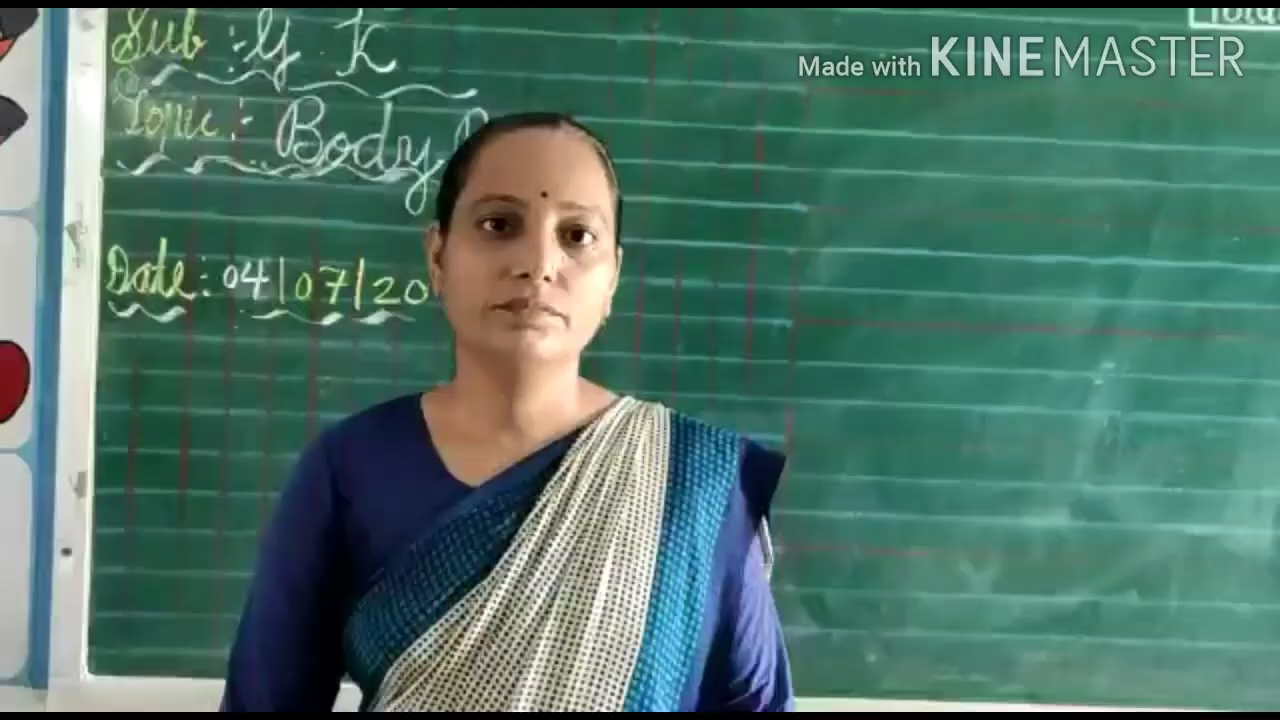 Sub :- G K
Topic :- Body
Date : 04/07/20
Made with KINEMASTER